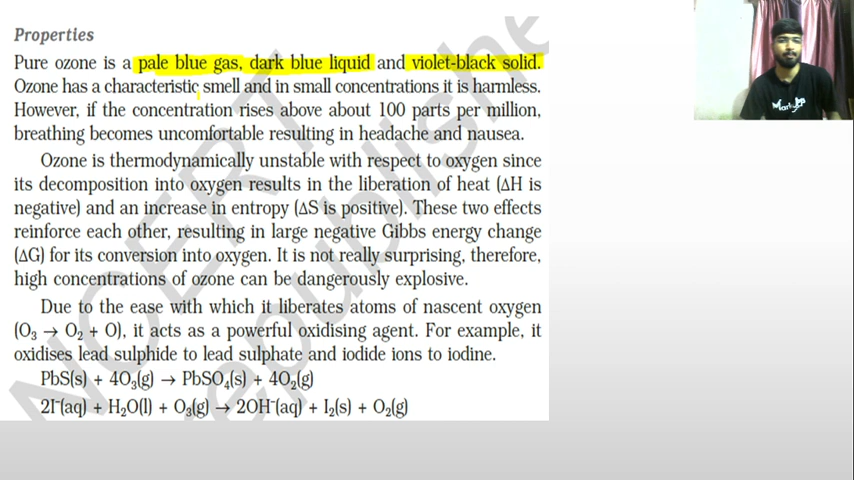 Properties
Pure ozone is a pale blue gas, dark blue liquid and violet-black solid.
Ozone has a characteristic smell and in small concentrations it is harmless.
However, if the concentration rises above about 100 parts per million,
breathing becomes uncomfortable resulting in headache and nausea.
Ozone is thermodynamically unstable with respect to oxygen since
its decomposition into oxygen results in the liberation of heat (ΔH is
negative) and an increase in entropy (ΔS is positive). These two effects
reinforce each other, resulting in large negative Gibbs energy change
(ΔG) for its conversion into oxygen. It is not really surprising, therefore,
high concentrations of ozone can be dangerously explosive.
Due to the ease with which it liberates atoms of nascent oxygen
(O₃ → O₂ + O), it acts as a powerful oxidising agent. For example, it
oxidises lead sulphide to lead sulphate and iodide ions to iodine.
PbS(s) + 4O₃(g) → PbSO₄(s) + 4O₂(g)
2I⁻(aq) + H₂O(l) + O₃(g) → 2OH⁻(aq) + I₂(s) + O₂(g)
NCERT
republishe